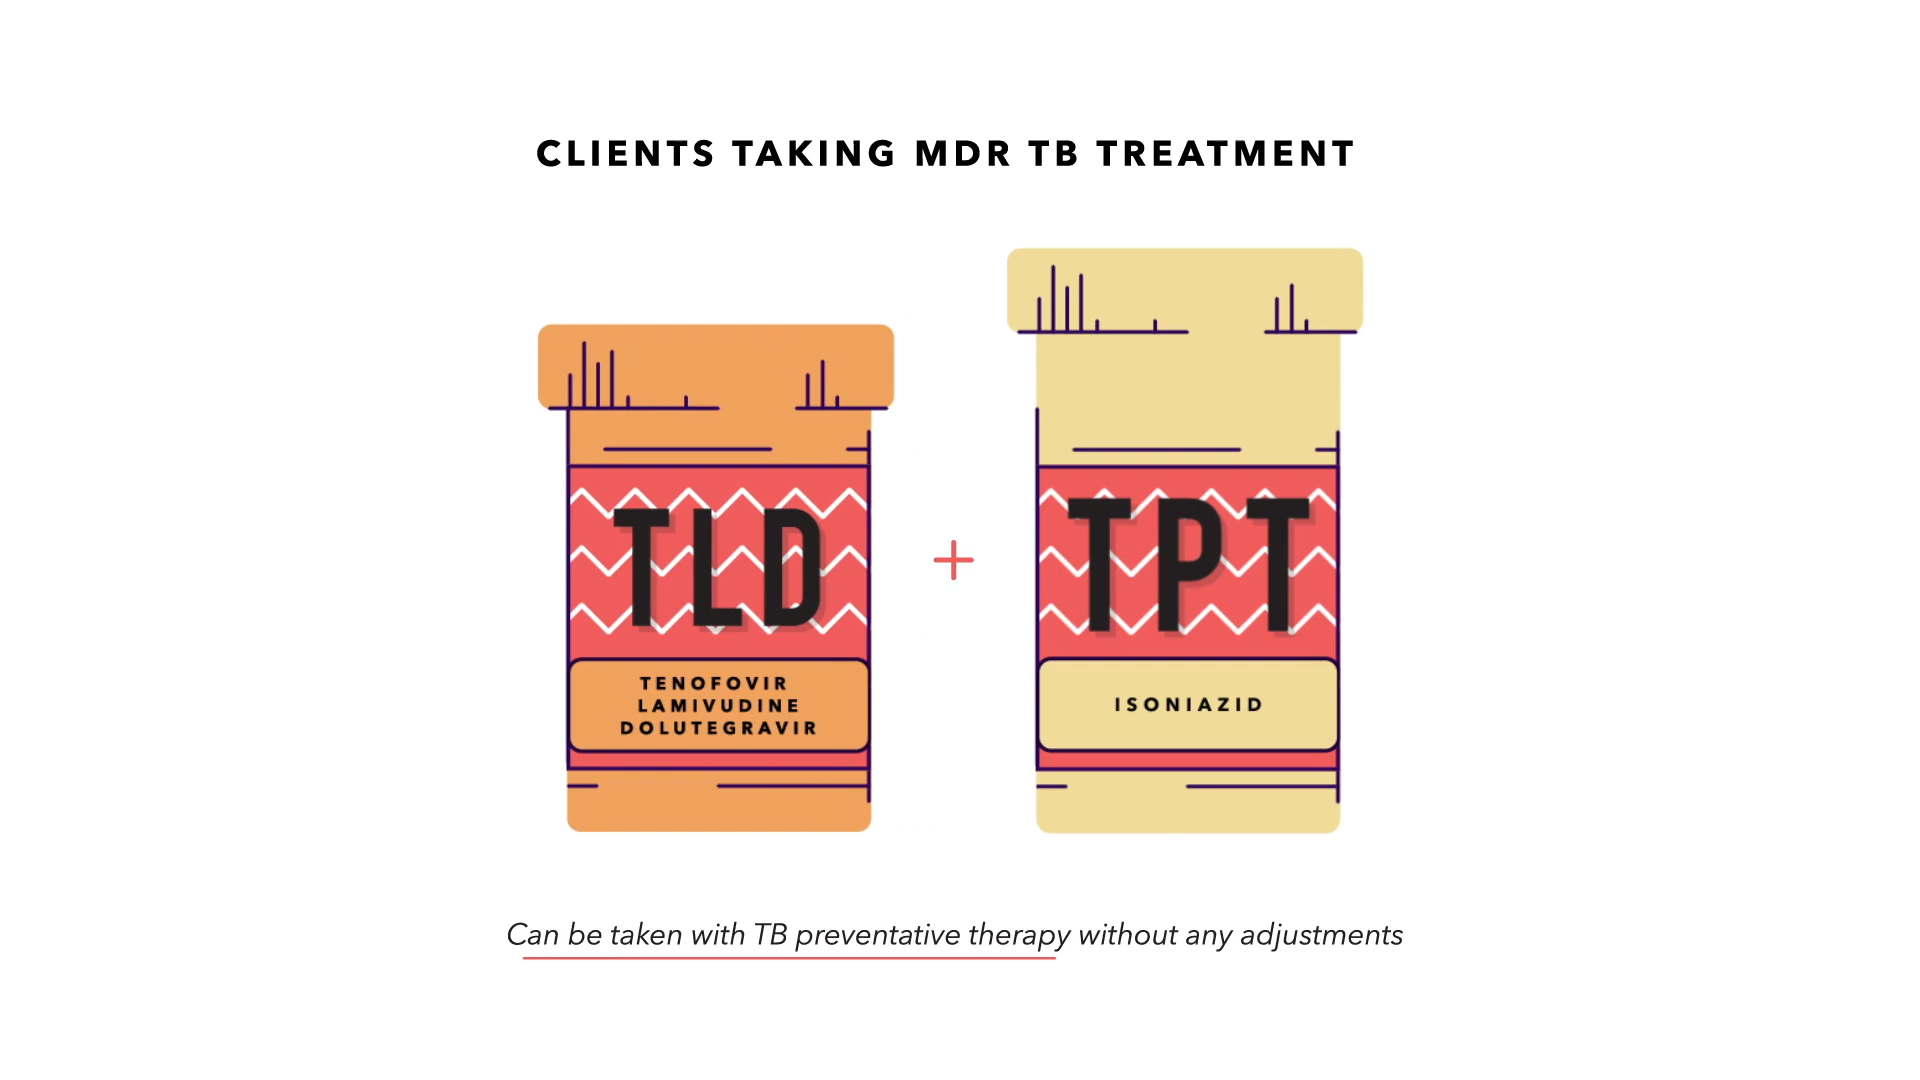 CLIENTS TAKING MDR TB TREATMENT
TLD
TENOFOVIR
LAMIVUDINE
DOLUTEGRAVIR
+
TPT
ISONIAZID
Can be taken with TB preventative therapy without any adjustments